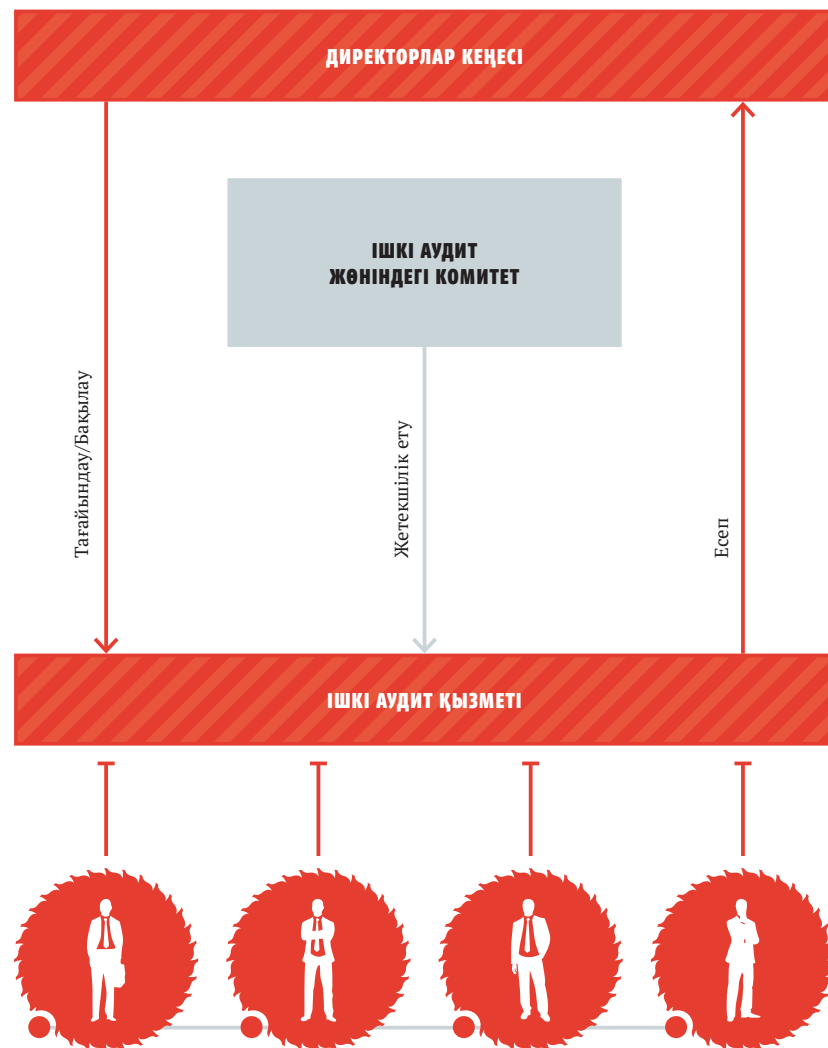 ДИРЕКТОРЛАР КЕҢЕСІ
ІШКІ АУДИТ
ЖӨНІНДЕГІ КОМИТЕТ
Тағайындау/Бақылау
Жетекшілік ету
Есеп
ІШКІ АУДИТ ҚЫЗМЕТІ